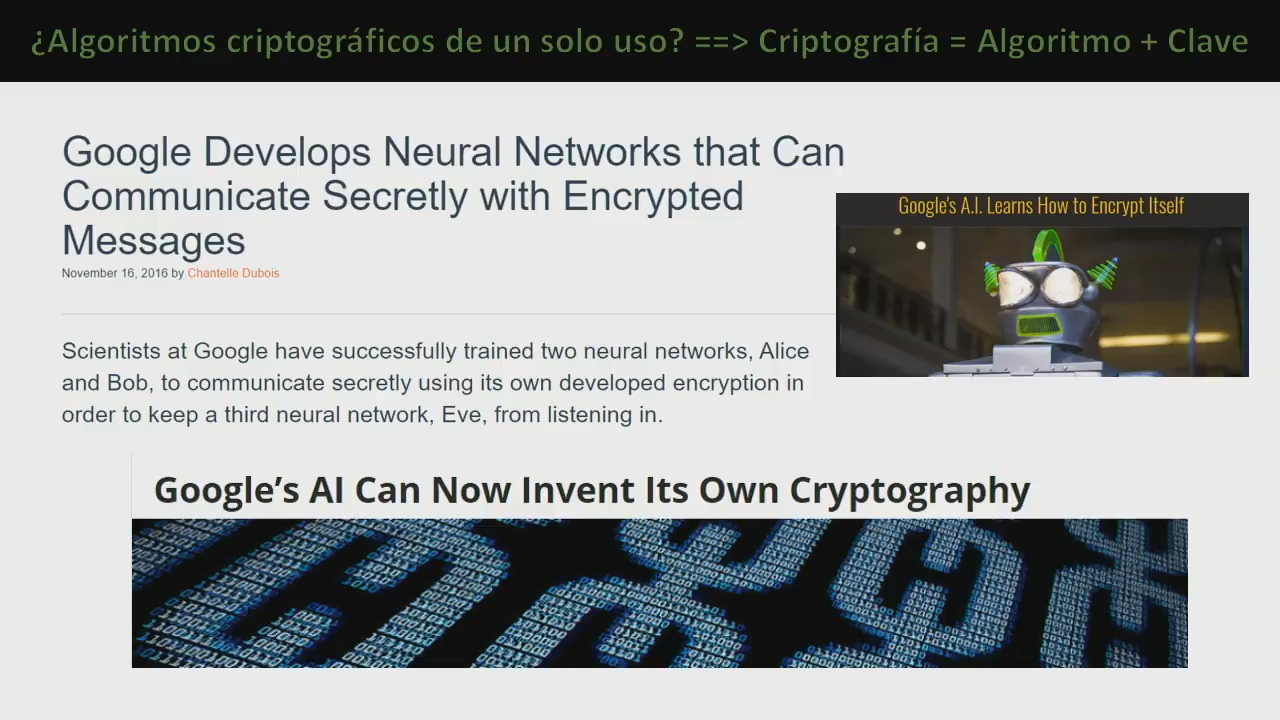 ¿Algoritmos criptográficos de un solo uso? ==> Criptografía = Algoritmo + Clave
Google Develops Neural Networks that Can
Communicate Secretly with Encrypted
Messages
November 16, 2016 by Chantelle Dubois
Google's A.I. Learns How to Encrypt Itself
Scientists at Google have successfully trained two neural networks, Alice
and Bob, to communicate secretly using its own developed encryption in
order to keep a third neural network, Eve, from listening in.
Google’s AI Can Now Invent Its Own Cryptography